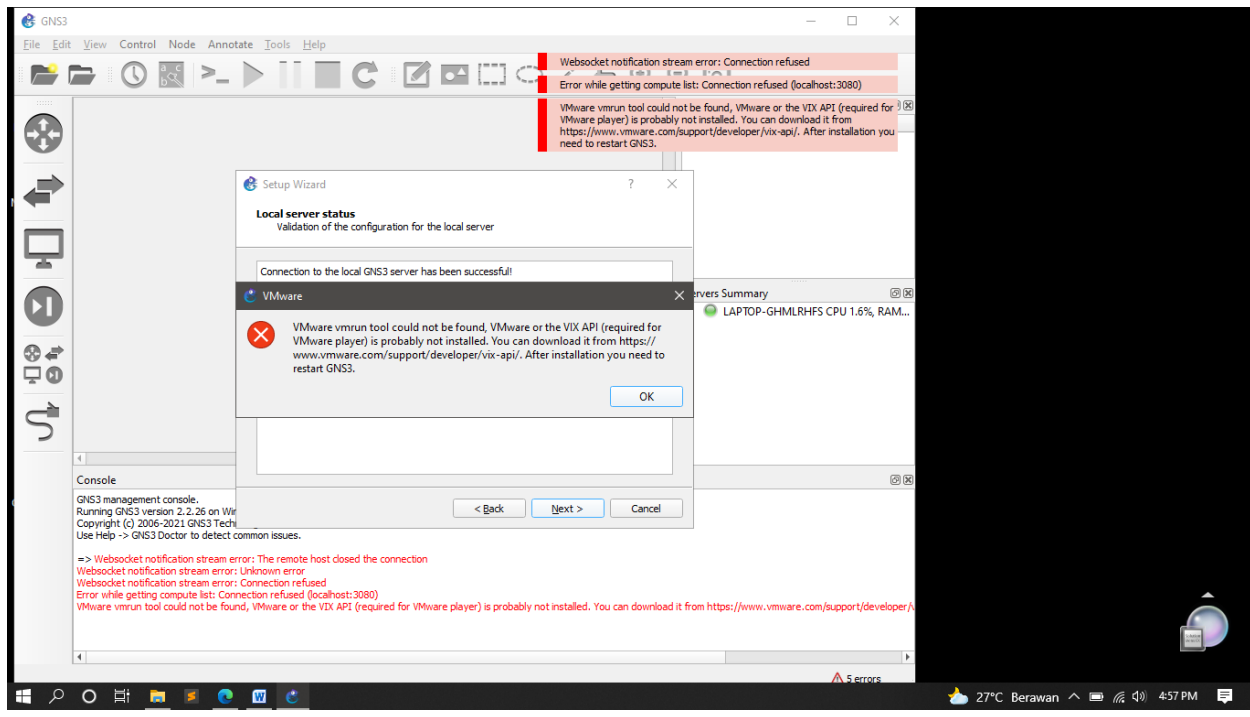 GNS3
File Edit View Control Node Annotate Tools Help
Websocket notification stream error: Connection refused
Error while getting compute list: Connection refused (localhost:3080)
VMware vmrun tool could not be found, VMware or the VIX API (required for
VMware player) is probably not installed. You can download it from
https://www.vmware.com/support/developer/vix-api/. After installation you
need to restart GNS3.
Setup Wizard
Local server status
Validation of the configuration for the local server
Connection to the local GNS3 server has been successful!
VMware
VMware vmrun tool could not be found, VMware or the VIX API (required for
VMware player) is probably not installed. You can download it from https://
www.vmware.com/support/developer/vix-api/. After installation you need to
restart GNS3.
OK
< Back Next > Cancel
ervers Summary
LAPTOP-GHMLRHFS CPU 1.6%, RAM...
Console
GNS3 management console.
Running GNS3 version 2.2.26 on Wir
Copyright (c) 2006-2021 GNS3 Tech
Use Help -> GNS3 Doctor to detect common issues.
=> Websocket notification stream error: The remote host closed the connection
Websocket notification stream error: Unknown error
Websocket notification stream error: Connection refused
Error while getting compute list: Connection refused (localhost:3080)
VMware vmrun tool could not be found, VMware or the VIX API (required for VMware player) is probably not installed. You can download it from https://www.vmware.com/support/developer/
5 errors
27°C Berawan 4:57 PM